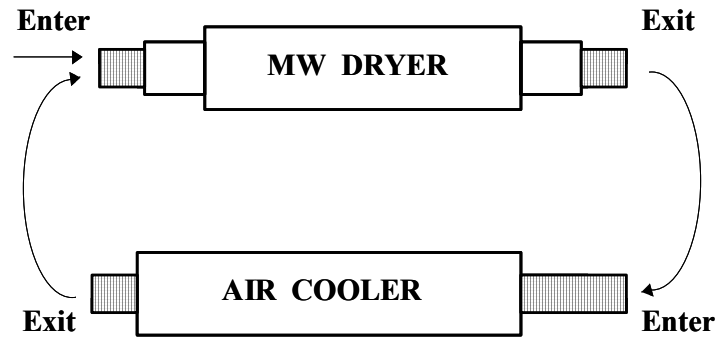 Enter
Exit
MW DRYER
AIR COOLER
Exit
Enter